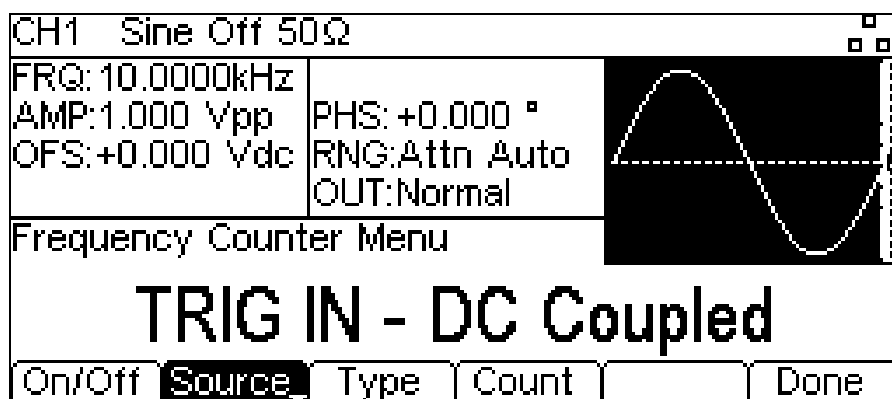 CH1 Sine Off 50Ω
FRQ:10.0000kHz
AMP:1.000 Vpp
OFS:+0.000 Vdc
PHS:+0.000 °
RNG:Attn Auto
OUT:Normal
Frequency Counter Menu
TRIG IN - DC Coupled
On/Off Source Type Count Done